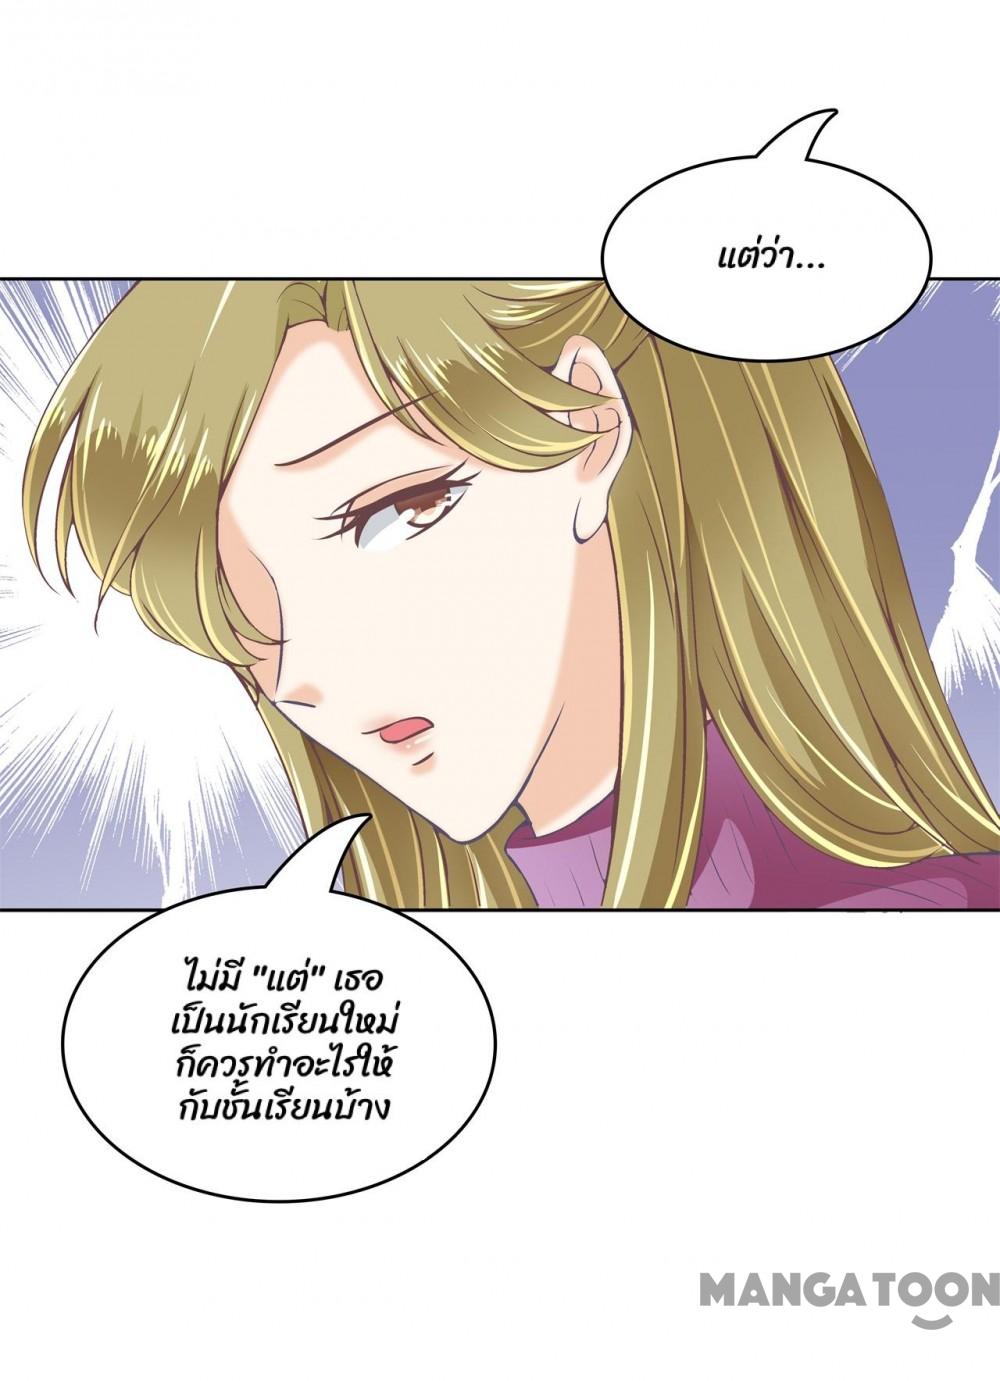 แต่ว่า...
ไม่มี "แต่" เธอ
เป็นนักเรียนใหม่
ก็ควรทำอะไรให้
กับชั้นเรียนบ้าง
MANGATOON